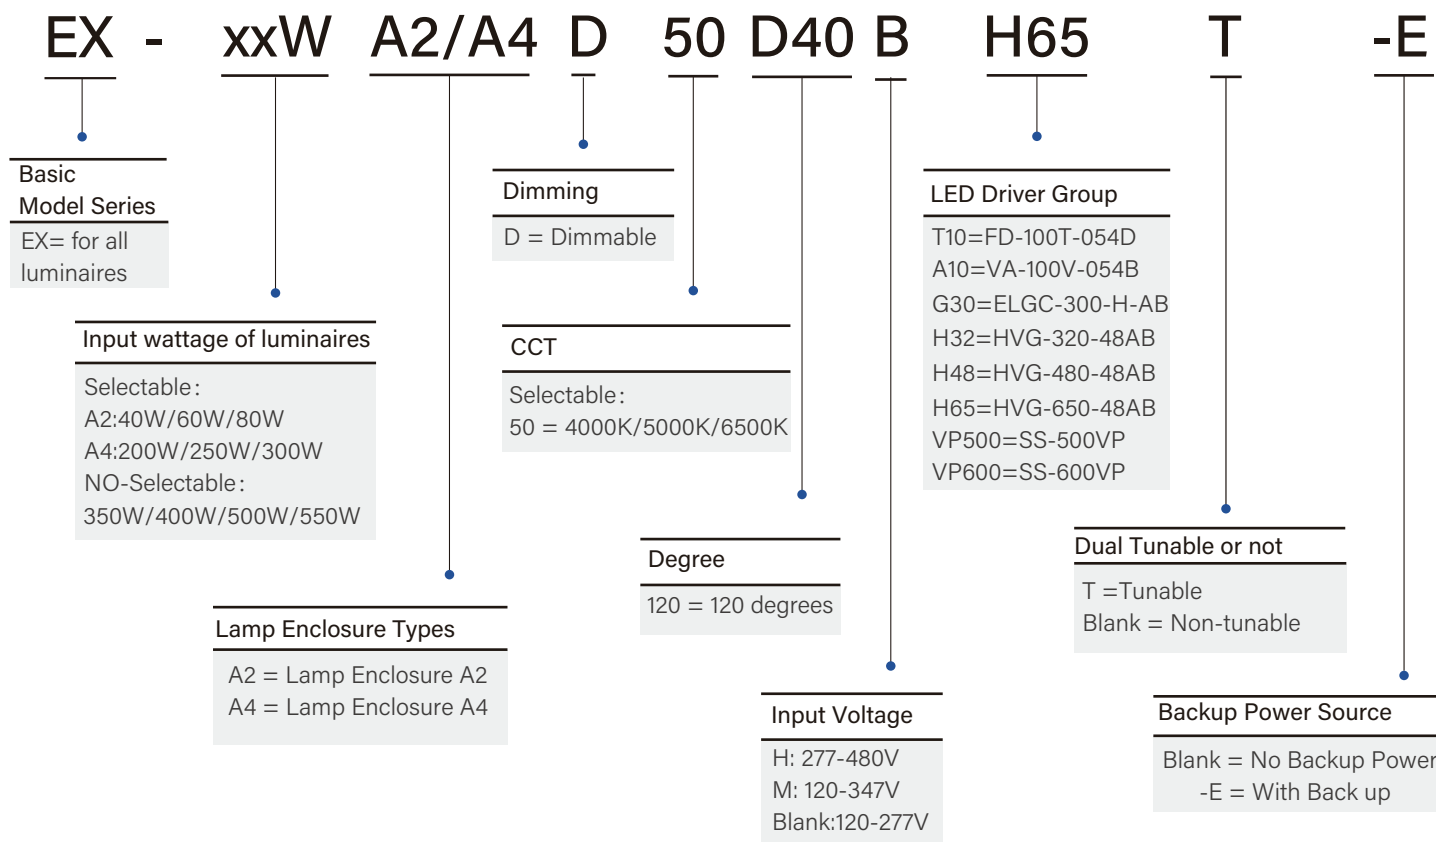 EX - xxW A2/A4 D 50 D40 B H65 T -E
Basic
Model Series
EX= for all
luminaires
Input wattage of luminaires
Selectable:
A2:40W/60W/80W
A4:200W/250W/300W
NO-Selectable:
350W/400W/500W/550W
Lamp Enclosure Types
A2 = Lamp Enclosure A2
A4 = Lamp Enclosure A4
Dimming
D = Dimmable
CCT
Selectable:
50 = 4000K/5000K/6500K
Degree
120 = 120 degrees
Input Voltage
H: 277-480V
M: 120-347V
Blank:120-277V
LED Driver Group
T10=FD-100T-054D
A10=VA-100V-054B
G30=ELGC-300-H-AB
H32=HVG-320-48AB
H48=HVG-480-48AB
H65=HVG-650-48AB
VP500=SS-500VP
VP600=SS-600VP
Dual Tunable or not
T =Tunable
Blank = Non-tunable
Backup Power Source
Blank = No Backup Power
-E = With Back up